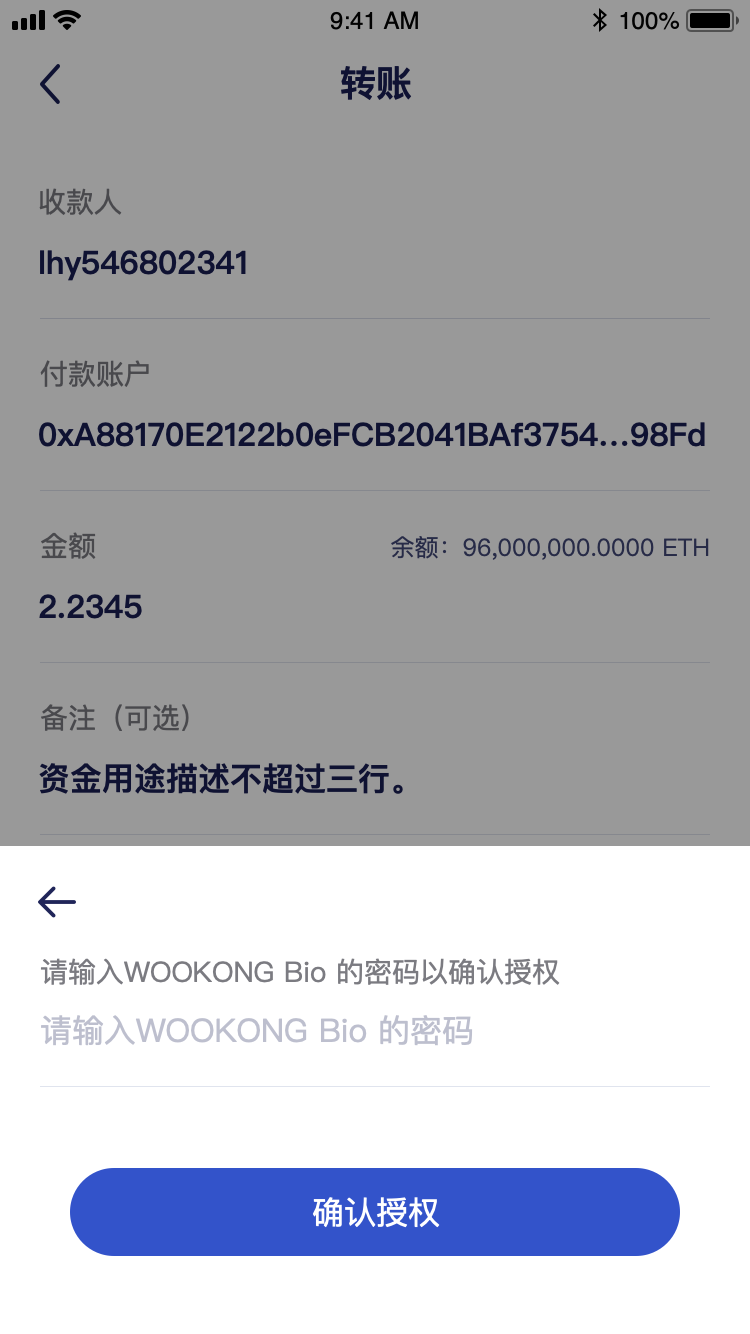 9:41 AM
100%
转账
收款人
lhy546802341
付款账户
0xA88170E2122b0eFCB2041BAf3754...98Fd
金额
余额：96,000,000.0000 ETH
2.2345
备注（可选）
资金用途描述不超过三行。
请输入WOOKONG Bio 的密码以确认授权
请输入WOOKONG Bio 的密码
确认授权